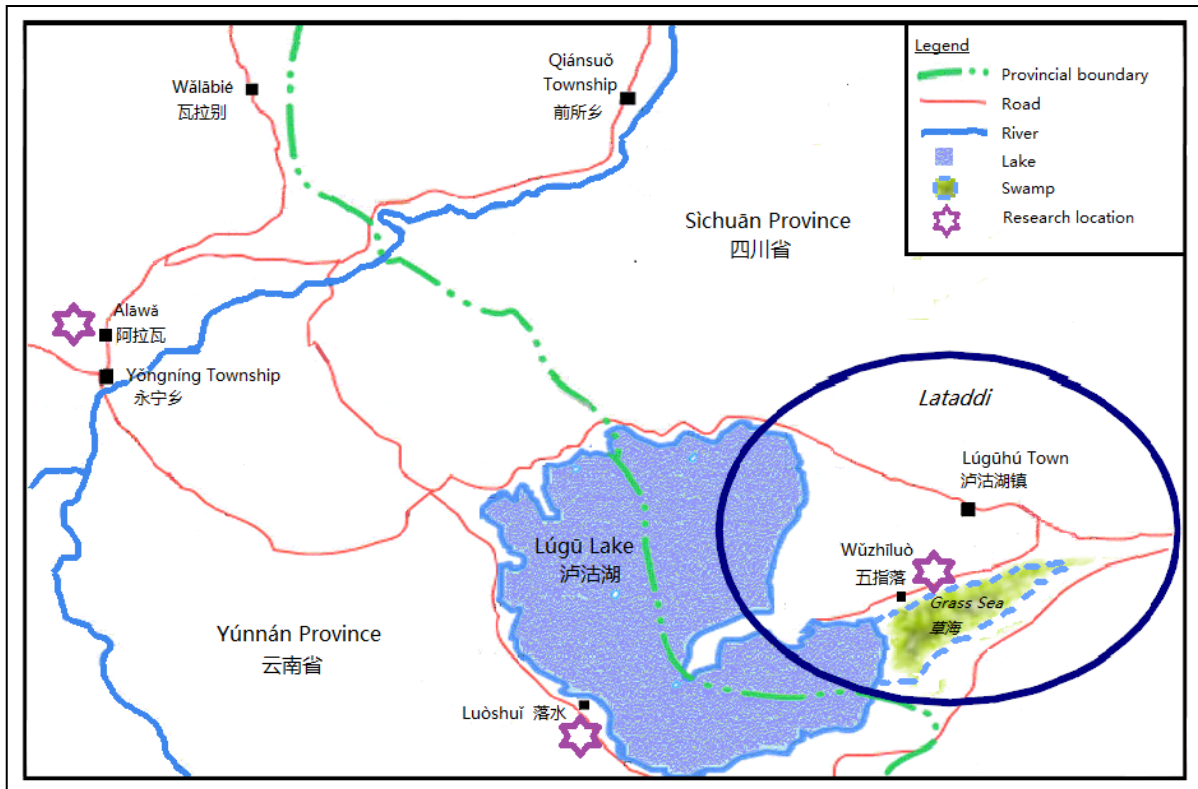 Legend
Provincial boundary
Road
River
Lake
Swamp
Research location
Wǎlābié
瓦拉别
Qiánsuǒ
Township
前所乡
Sìchuān Province
四川省
Alāwǎ
阿拉瓦
Yǒngníng Township
永宁乡
Lataddi
Lúgūhú Town
泸沽湖镇
Lúgū Lake
泸沽湖
Wǔzhīluò
五指落
Grass Sea
草海
Yúnnán Province
云南省
Luòshuǐ 落水